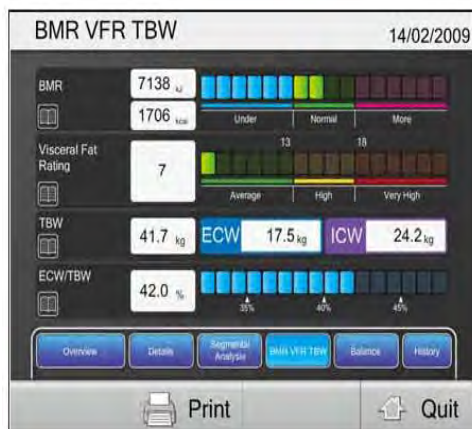 BMR VFR TBW 14/02/2009
BMR 7138 kJ
1706 kcal
Under Normal More
Visceral Fat
Rating
7
13 18
Average High Very High
TBW 41.7 kg ECW 17.5 kg ICW 24.2 kg
ECW/TBW 42.0 %
35% 40% 45%
Overview Details Segmental Analysis BMR VFR TBW Balance History
Print Quit